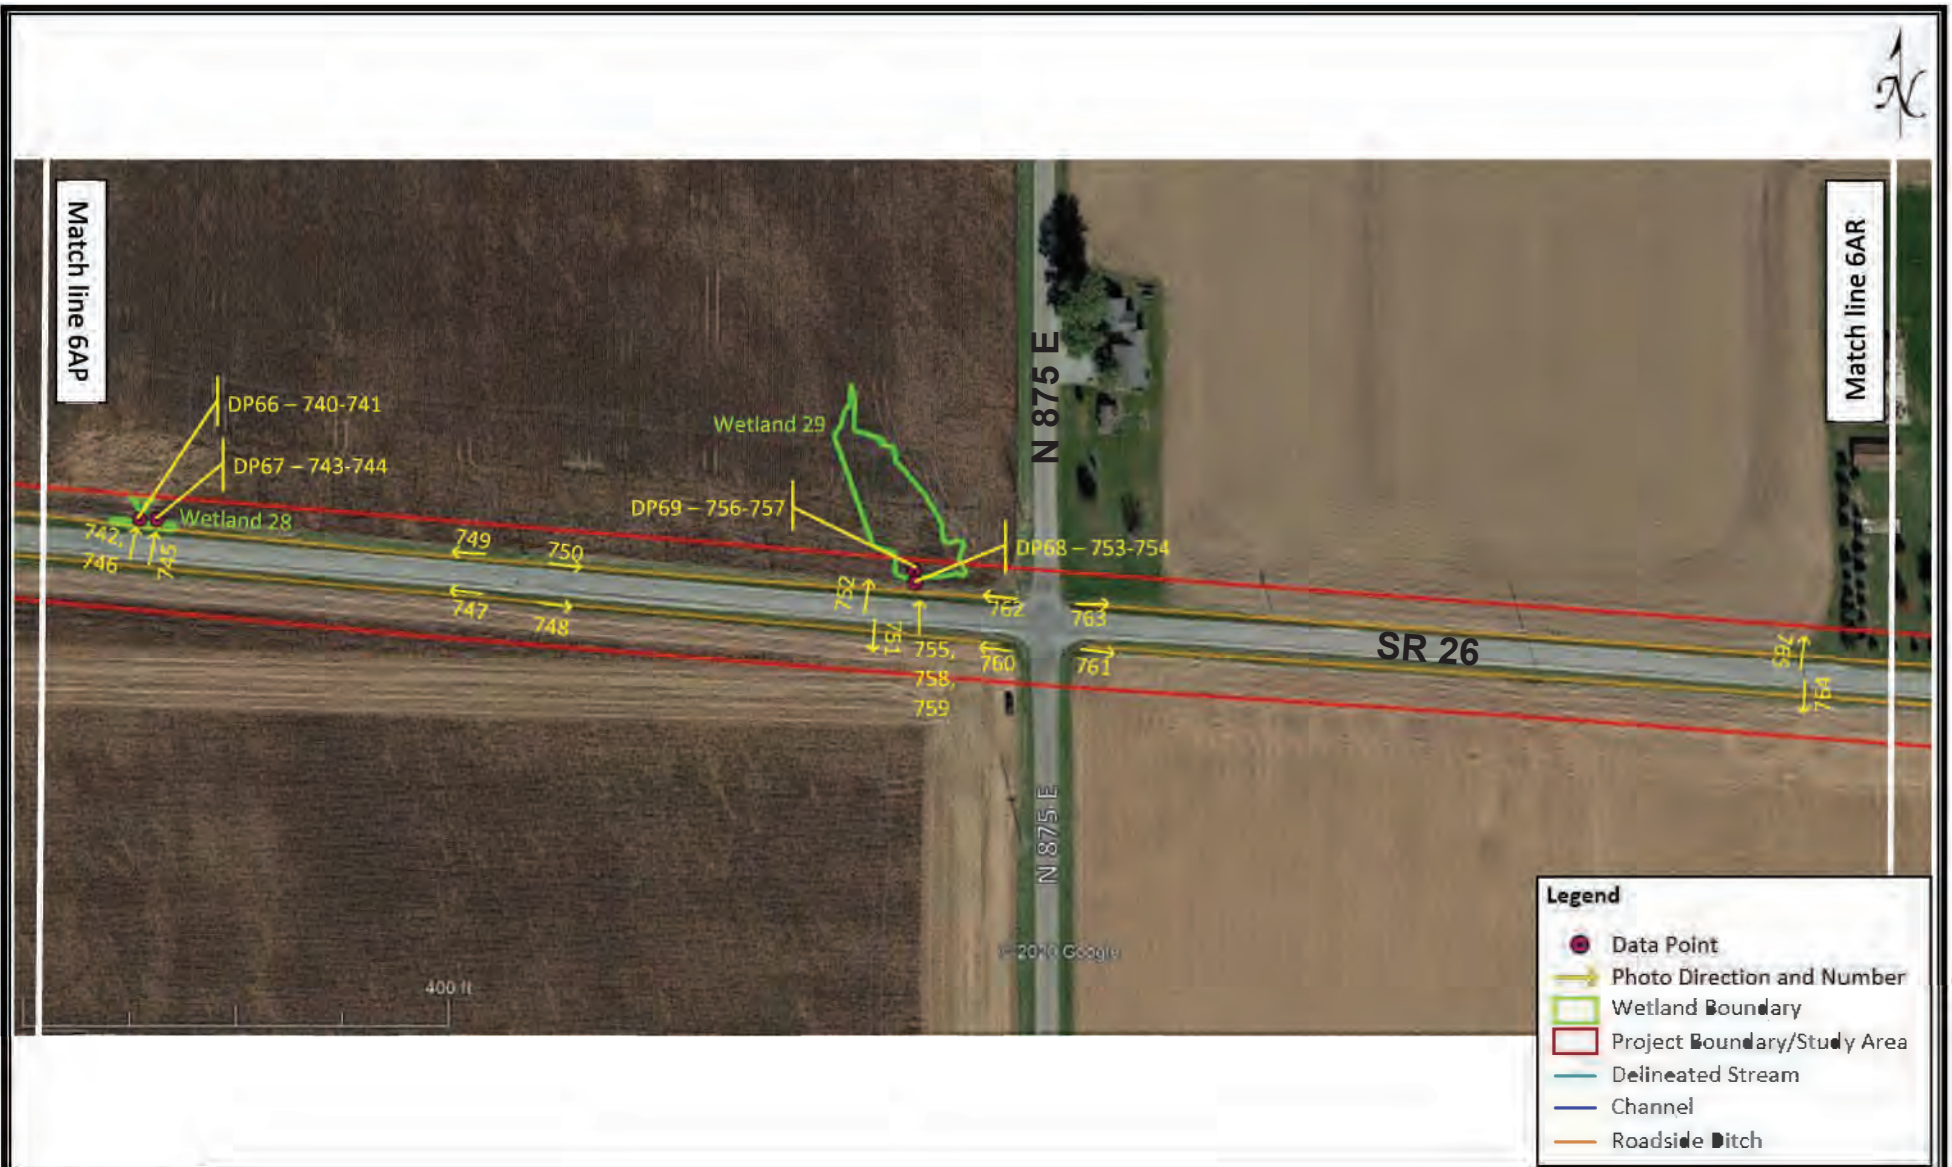 N
Match line 6AP
Match line 6AR
DP66 – 740-741
DP67 – 743-744
Wetland 28
742,
746
745
749
750
747
748
Wetland 29
DP69 – 756-757
DP68 – 753-754
752
751
755,
758,
759
762
763
760
761
N 875 E
SR 26
765
764
N 875 E
© 2020 Google
400 ft
Legend
Data Point
Photo Direction and Number
Wetland Boundary
Project Boundary/Study Area
Delineated Stream
Channel
Roadside Ditch